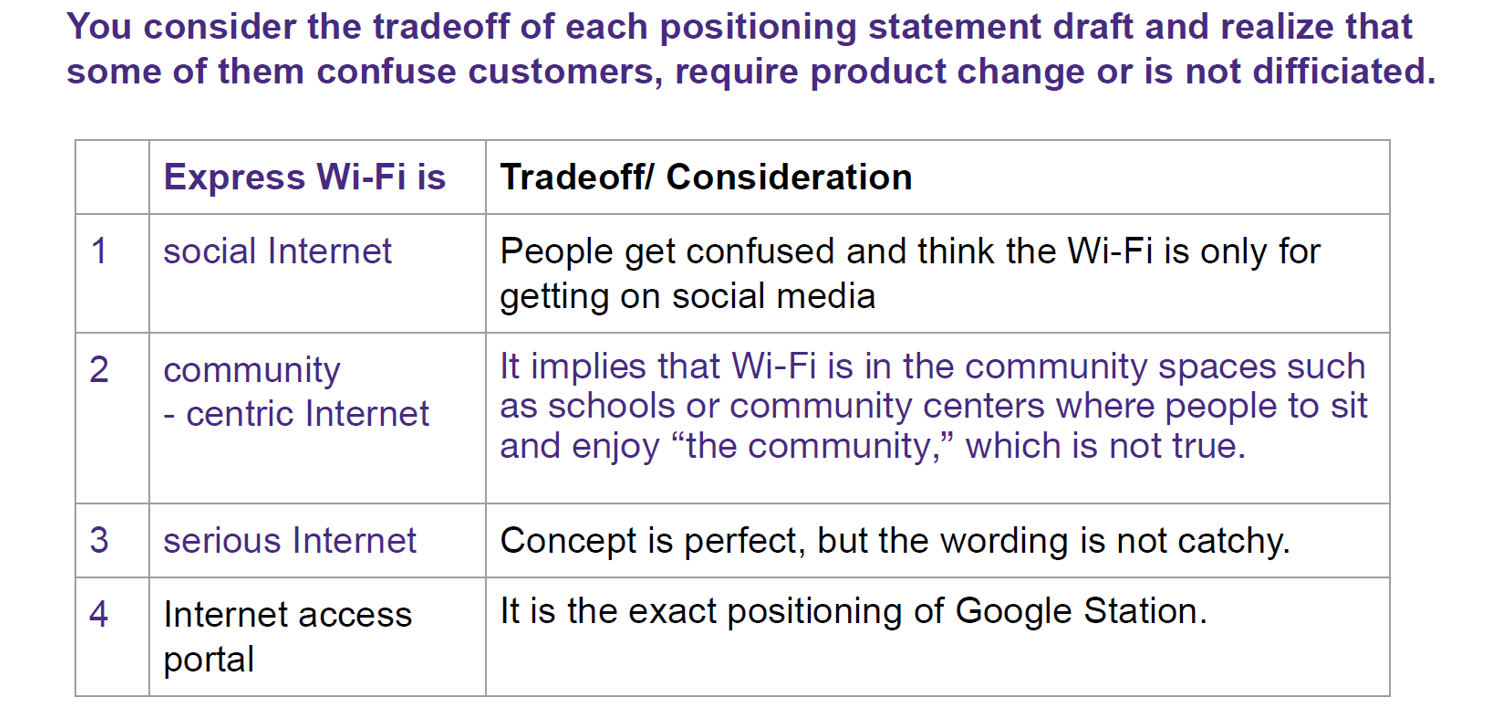 You consider the tradeoff of each positioning statement draft and realize that
some of them confuse customers, require product change or is not difficiated.
Express Wi-Fi is
Tradeoff/ Consideration
1
social Internet
People get confused and think the Wi-Fi is only for
getting on social media
2
community
- centric Internet
It implies that Wi-Fi is in the community spaces such
as schools or community centers where people to sit
and enjoy “the community,” which is not true.
3
serious Internet
Concept is perfect, but the wording is not catchy.
4
Internet access
portal
It is the exact positioning of Google Station.